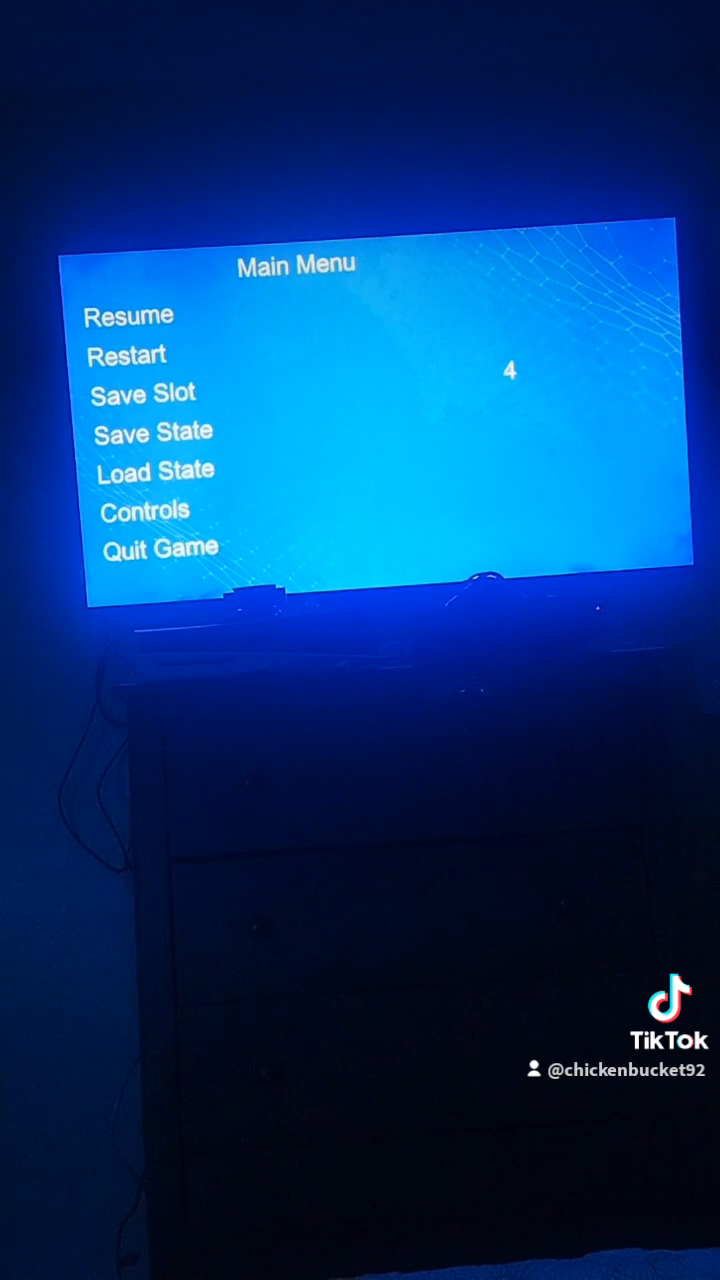 Main Menu
Resume
Restart
Save Slot 4
Save State
Load State
Controls
Quit Game
TikTok
@chickenbucket92